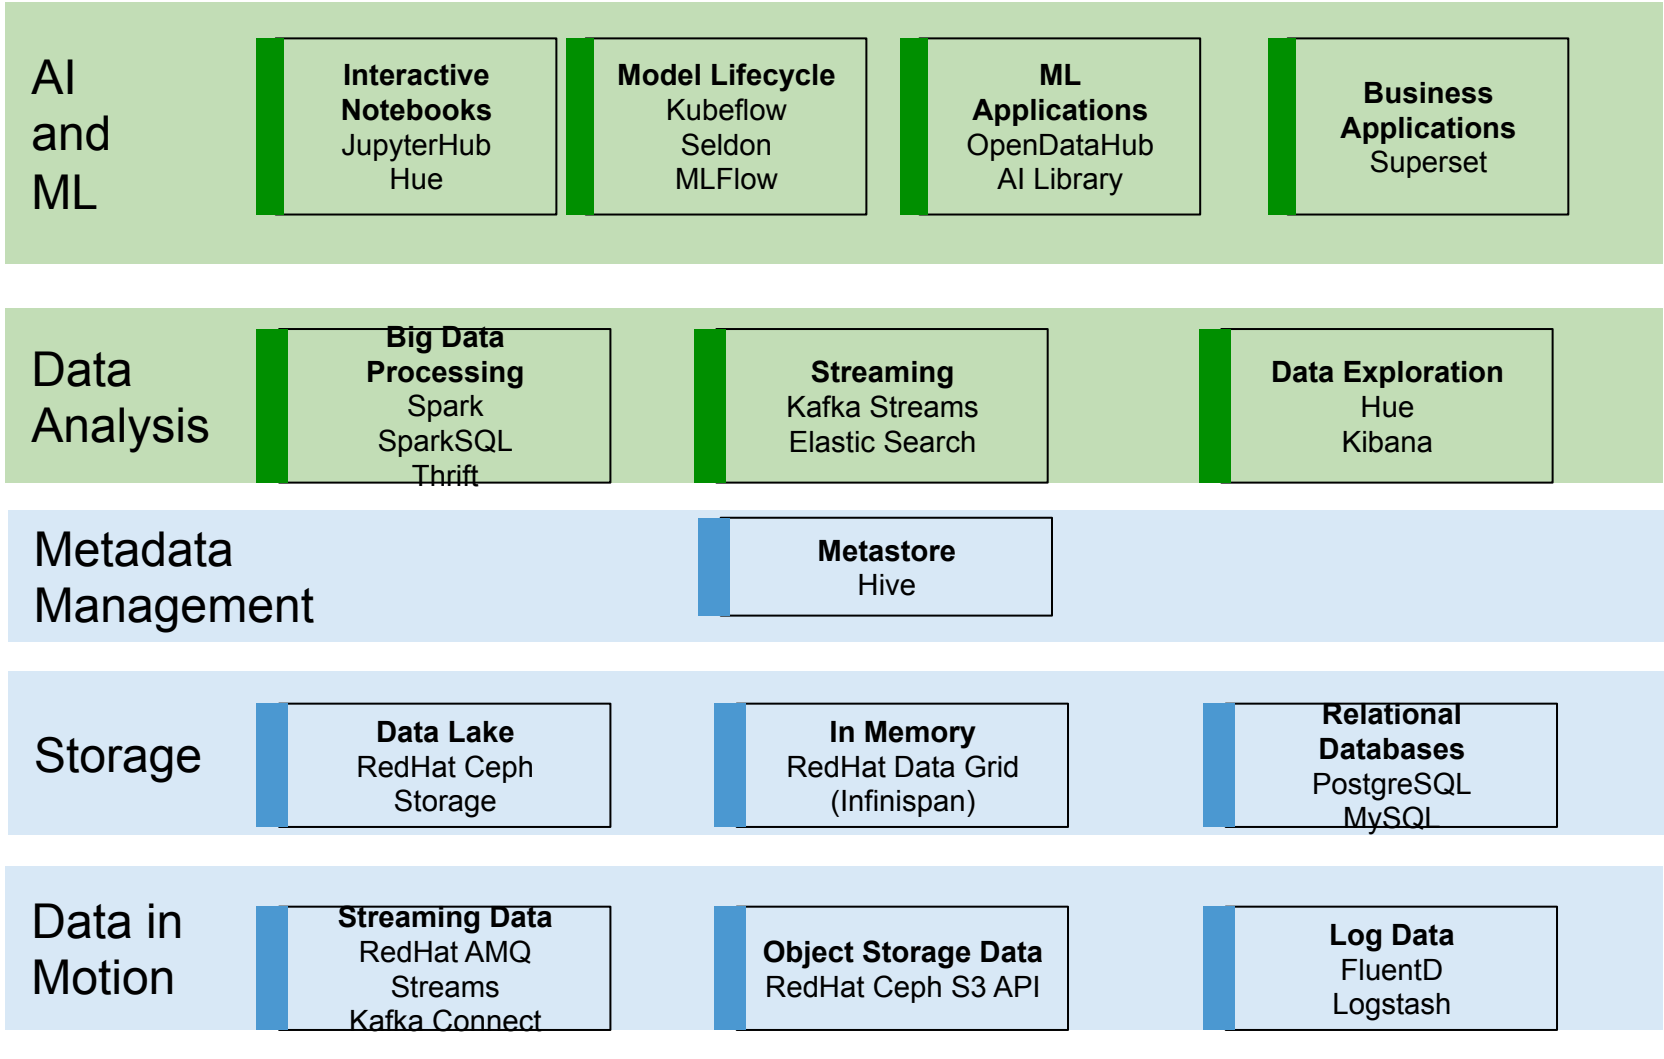 AI
and
ML
Interactive
Notebooks
JupyterHub
Hue
Model Lifecycle
Kubeflow
Seldon
MLFlow
ML
Applications
OpenDataHub
AI Library
Business
Applications
Superset
Data
Analysis
Big Data
Processing
Spark
SparkSQL
Thrift
Streaming
Kafka Streams
Elastic Search
Data Exploration
Hue
Kibana
Metadata
Management
Metastore
Hive
Storage
Data Lake
RedHat Ceph
Storage
In Memory
RedHat Data Grid
(Infinispan)
Relational
Databases
PostgreSQL
MySQL
Data in
Motion
Streaming Data
RedHat AMQ
Streams
Kafka Connect
Object Storage Data
RedHat Ceph S3 API
Log Data
FluentD
Logstash